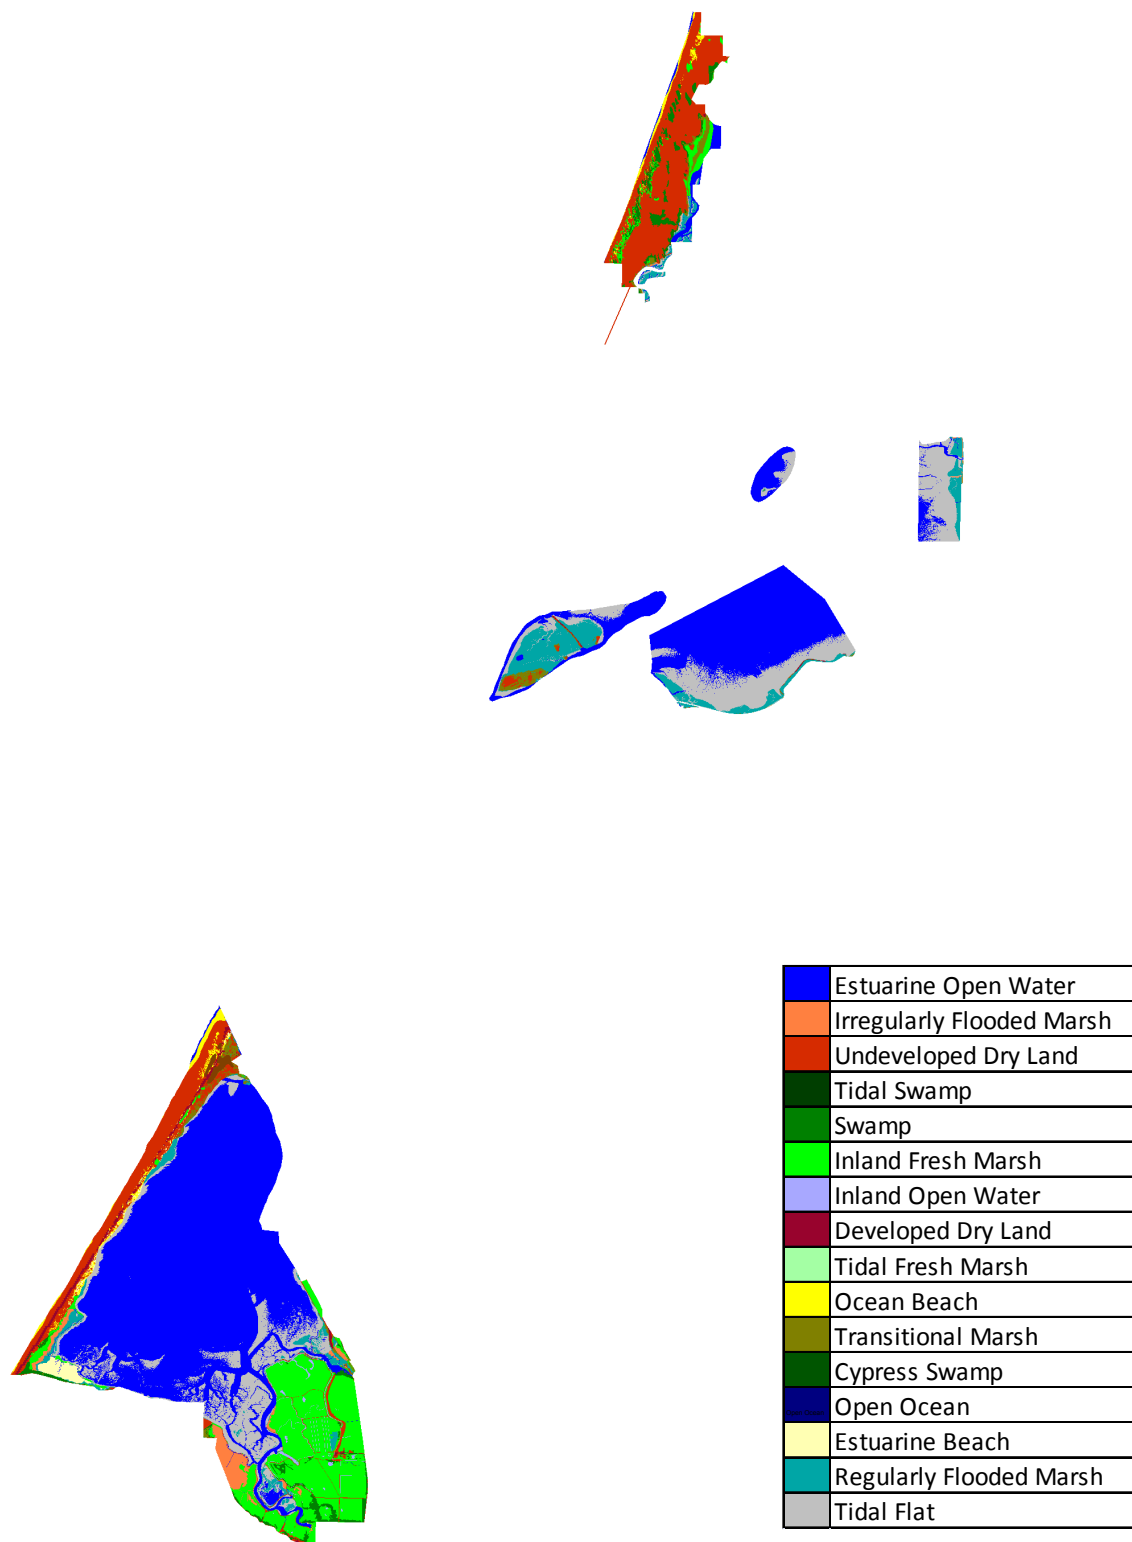 Estuarine Open Water
Irregularly Flooded Marsh
Undeveloped Dry Land
Tidal Swamp
Swamp
Inland Fresh Marsh
Inland Open Water
Developed Dry Land
Tidal Fresh Marsh
Ocean Beach
Transitional Marsh
Cypress Swamp
Open Ocean
Estuarine Beach
Regularly Flooded Marsh
Tidal Flat